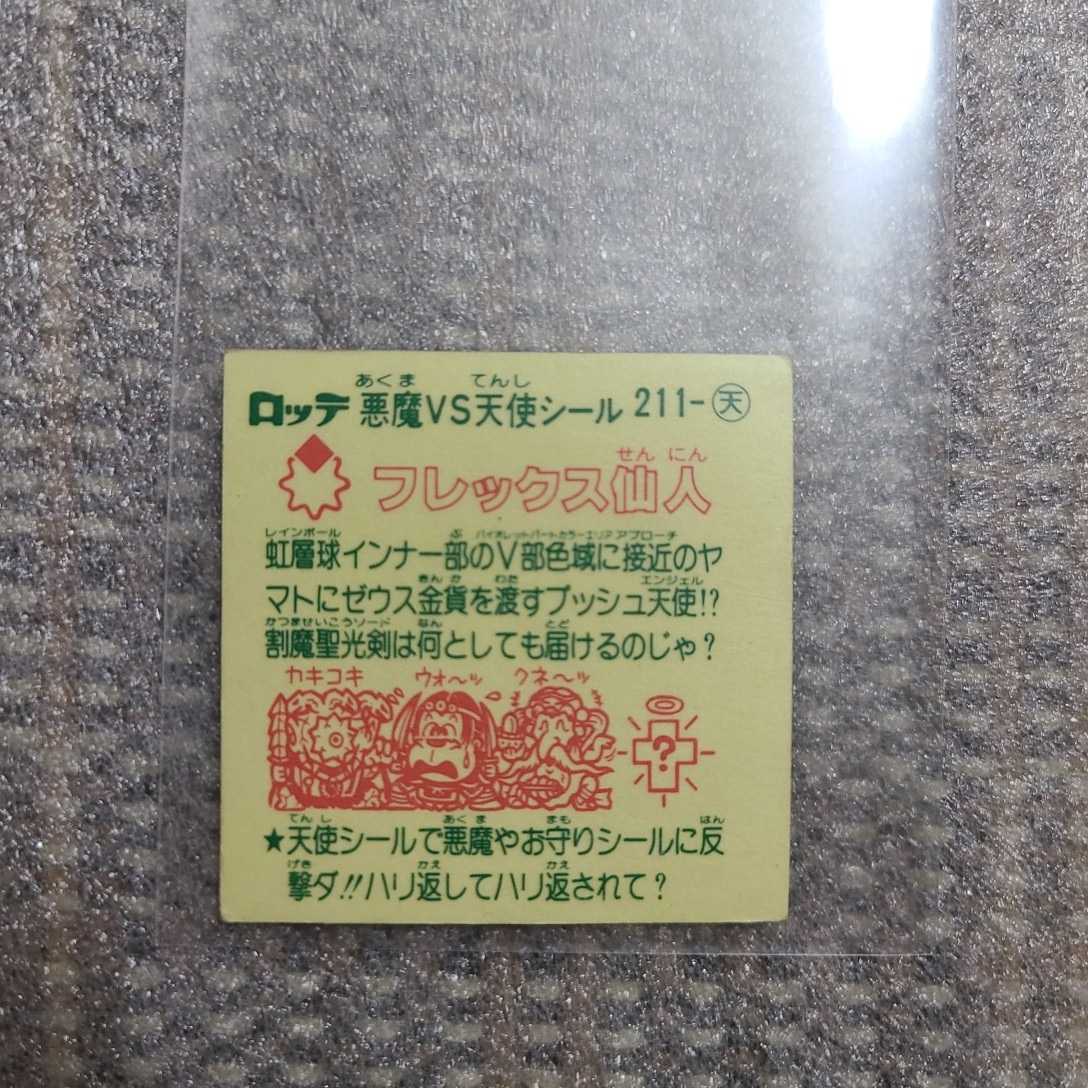 ロッテ 悪魔VS天使シール 211-天
あくま てんし
フレックス仙人
せん にん
虹層球インナー部のV部色域に接近のヤ
レインボール ぶ バイオレットパートカラーエリア アプローチ
マトにゼウス金貨を渡すプッシュ天使!?
きんか わた エンジェル
割魔聖光剣は何としても届けるのじゃ?
かつませいこうソード なん とど
カキコキ ウォ〜ッ クネ〜ッ
?
★天使シールで悪魔やお守りシールに反
てんし あくま まも はん
撃ダ!!ハリ返してハリ返されて?
げき かえ かえ